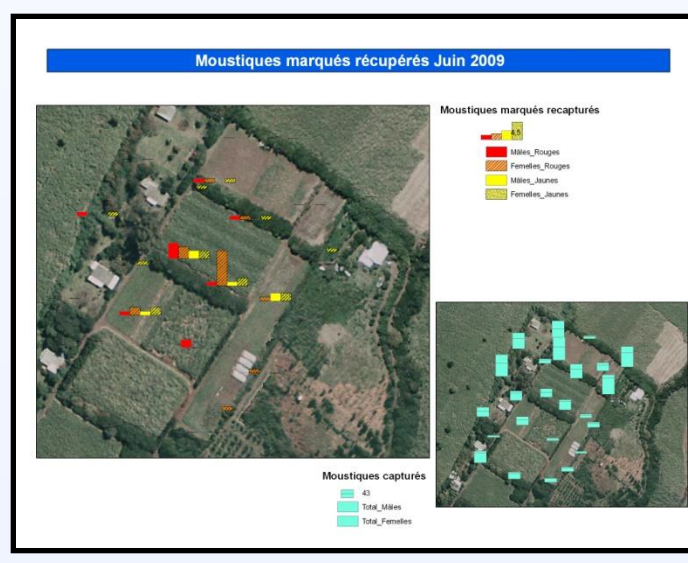 Moustiques marqués récupérés Juin 2009
Moustiques marqués recapturés
4,5
Mâles_Rouges
Femelles_Rouges
Mâles_Jaunes
Femelles_Jaunes
Moustiques capturés
43
Total_Mâles
Total_Femelles